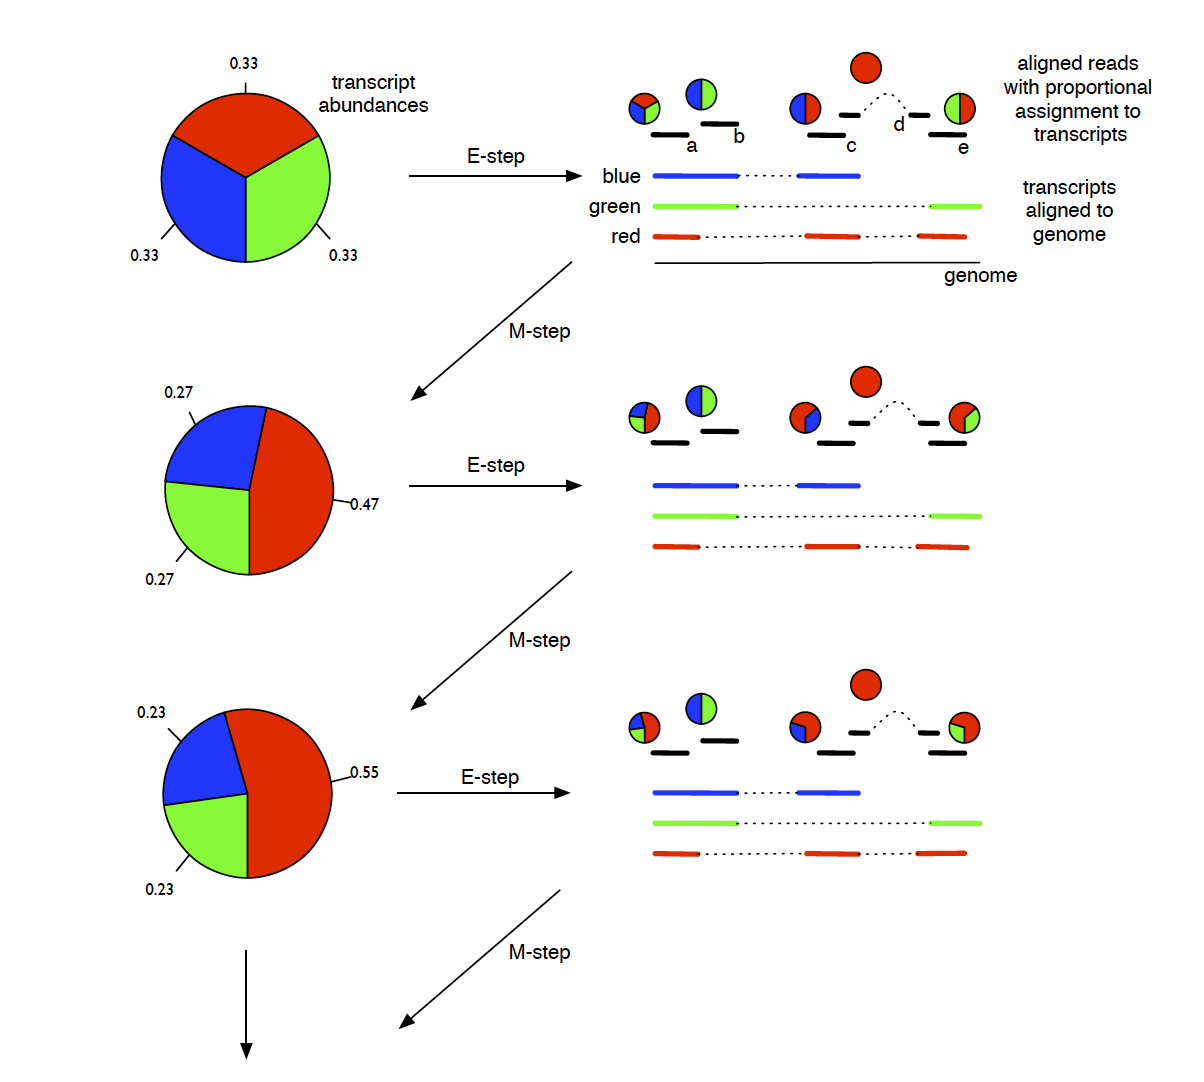 0.33
transcript
abundances
0.33
0.33
E-step
aligned reads
with proportional
assignment to
transcripts
a
b
c
d
e
blue
green
red
transcripts
aligned to
genome
genome
M-step
0.27
0.47
0.27
E-step
M-step
0.23
0.55
0.23
E-step
M-step